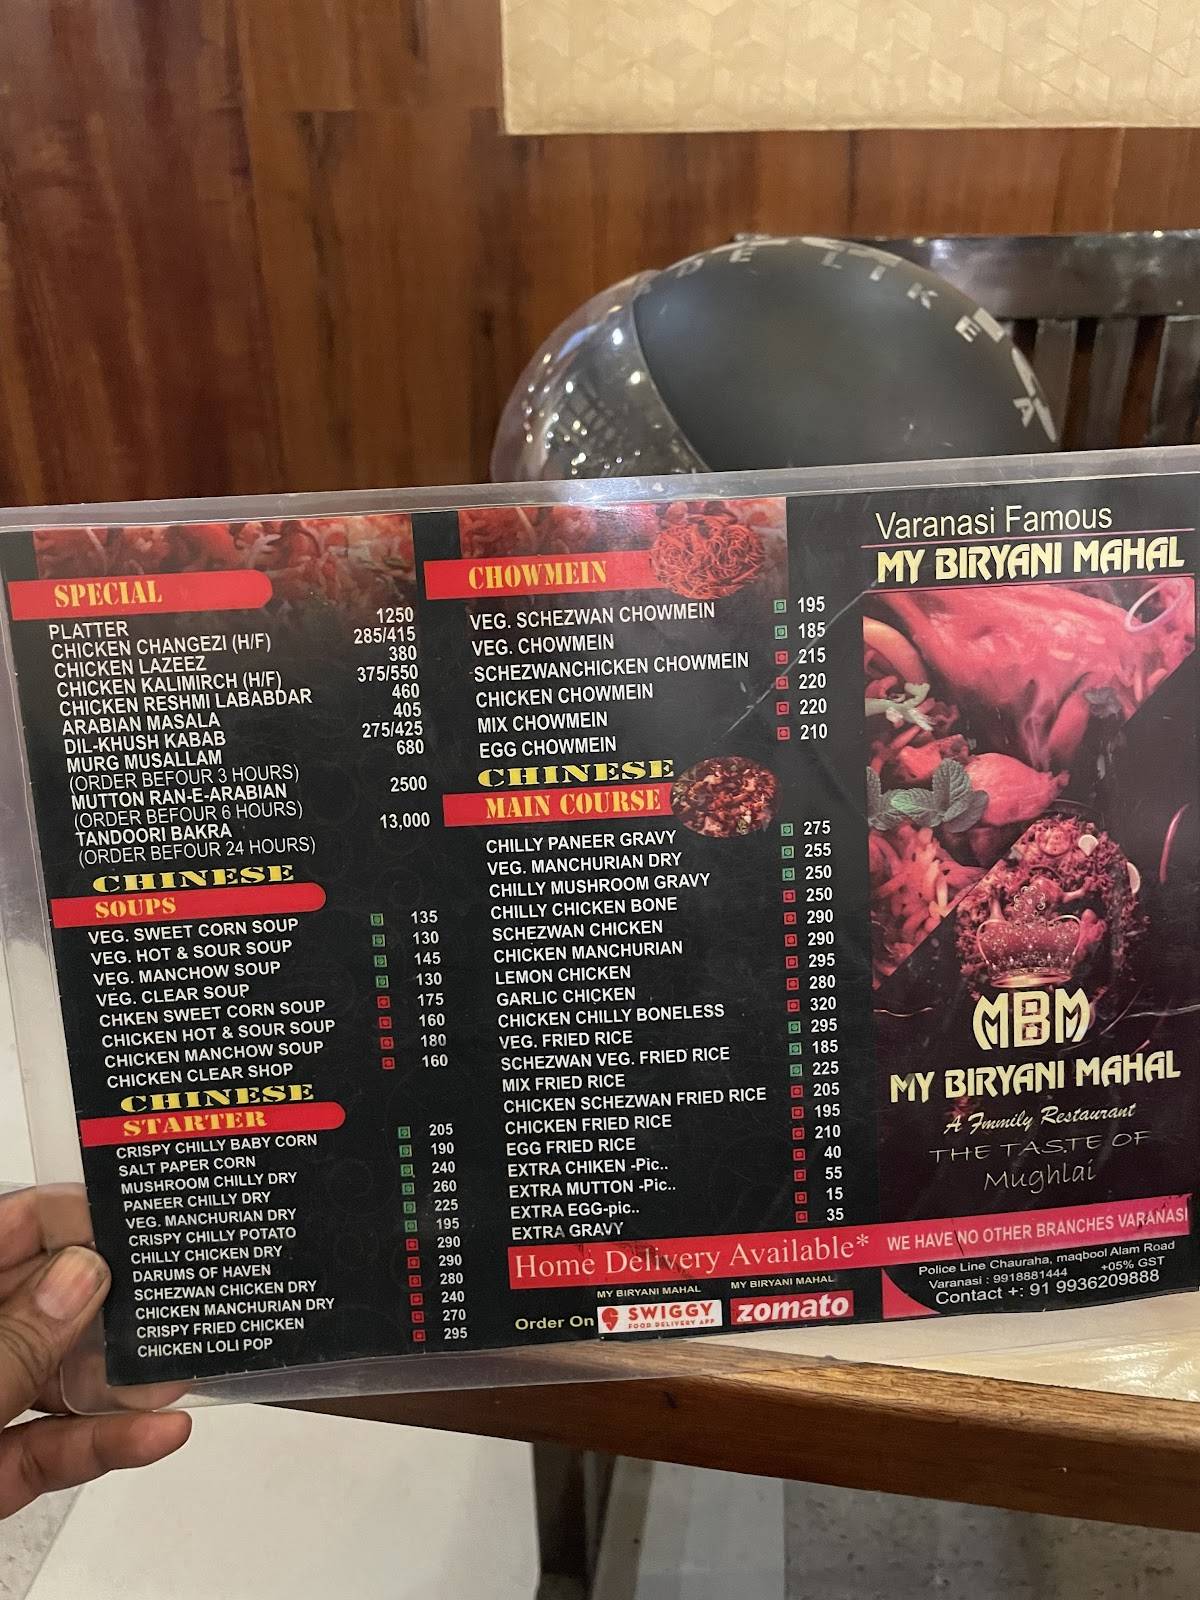 SPECIAL
PLATTER 1250
CHICKEN CHANGEZI (H/F) 285/415
CHICKEN LAZEEZ 380
CHICKEN KALIMIRCH (H/F) 375/550
CHICKEN RESHMI LABABDAR 460
ARABIAN MASALA 405
DIL-KHUSH KABAB 275/425
MURG MUSALLAM 680
(ORDER BEFOUR 3 HOURS)
MUTTON RAN-E-ARABIAN 2500
(ORDER BEFOUR 6 HOURS)
TANDOORI BAKRA 13,000
(ORDER BEFOUR 24 HOURS)
CHINESE
SOUPS
VEG. SWEET CORN SOUP 135
VEG. HOT & SOUR SOUP 130
VEG. MANCHOW SOUP 145
VEG. CLEAR SOUP 130
CHKEN SWEET CORN SOUP 175
CHICKEN HOT & SOUR SOUP 160
CHICKEN MANCHOW SOUP 180
CHICKEN CLEAR SHOP 160
CHINESE
STARTER
CRISPY CHILLY BABY CORN 205
SALT PAPER CORN 190
MUSHROOM CHILLY DRY 240
PANEER CHILLY DRY 260
VEG. MANCHURIAN DRY 225
CRISPY CHILLY POTATO 195
CHILLY CHICKEN DRY 290
DARUMS OF HAVEN 290
SCHEZWAN CHICKEN DRY 280
CHICKEN MANCHURIAN DRY 240
CRISPY FRIED CHICKEN 270
CHICKEN LOLI POP 295
CHOWMEIN
VEG. SCHEZWAN CHOWMEIN 195
VEG. CHOWMEIN 185
SCHEZWANCHICKEN CHOWMEIN 215
CHICKEN CHOWMEIN 220
MIX CHOWMEIN 220
EGG CHOWMEIN 210
CHINESE
MAIN COURSE
CHILLY PANEER GRAVY 275
VEG. MANCHURIAN DRY 255
CHILLY MUSHROOM GRAVY 250
CHILLY CHICKEN BONE 250
SCHEZWAN CHICKEN 290
CHICKEN MANCHURIAN 290
LEMON CHICKEN 295
GARLIC CHICKEN 280
CHICKEN CHILLY BONELESS 320
VEG. FRIED RICE 295
SCHEZWAN VEG. FRIED RICE 185
MIX FRIED RICE 225
CHICKEN SCHEZWAN FRIED RICE 205
CHICKEN FRIED RICE 195
EGG FRIED RICE 210
EXTRA CHIKEN -Pic.. 40
EXTRA MUTTON -Pic.. 55
EXTRA EGG-pic.. 15
EXTRA GRAVY 35
Home Delivery Available*
Order On
MY BIRYANI MAHAL
SWIGGY
FOOD DELIVERY APP
MY BIRYANI MAHAL
zomato
Varanasi Famous
MY BIRYANI MAHAL
MBM
MY BIRYANI MAHAL
A Fmmily Restaurant
THE TASTE OF
Mughlai
WE HAVE NO OTHER BRANCHES VARANASI
Police Line Chauraha, maqbool Alam Road
Varanasi : 9918881444 +05% GST
Contact +: 91 9936209888